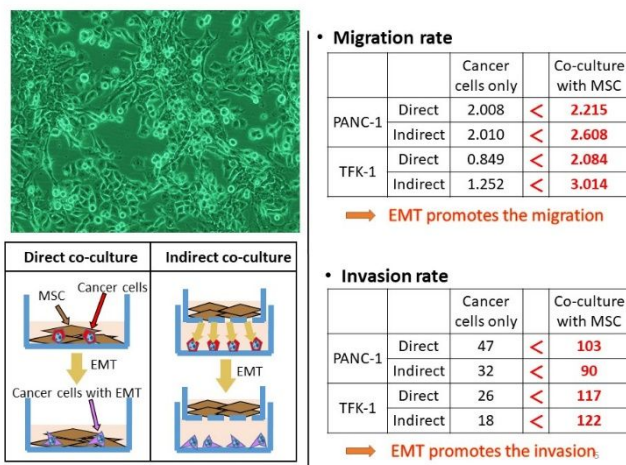 Direct co-culture
Indirect co-culture
MSC
Cancer cells
EMT
EMT
Cancer cells with EMT
• Migration rate
Cancer cells only
Co-culture with MSC
PANC-1 Direct 2.008 < 2.215
Indirect 2.010 < 2.608
TFK-1 Direct 0.849 < 2.084
Indirect 1.252 < 3.014
EMT promotes the migration
• Invasion rate
Cancer cells only
Co-culture with MSC
PANC-1 Direct 47 < 103
Indirect 32 < 90
TFK-1 Direct 26 < 117
Indirect 18 < 122
EMT promotes the invasion